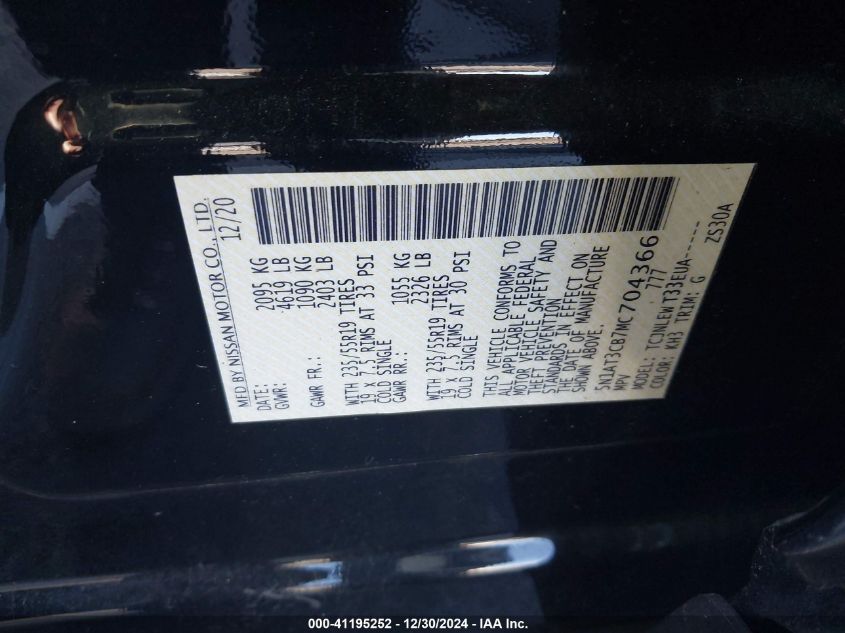 MFD BY NISSAN MOTOR CO., LTD.
DATE: 12/20
GVWR: 2095 KG
4619 LB
GAWR FR.: 1090 KG
2403 LB
WITH 235/55R19 TIRES
19 X 7.5 RIMS AT 33 PSI
COLD SINGLE
GAWR RR.: 1055 KG
2326 LB
WITH 235/55R19 TIRES
19 X 7.5 RIMS AT 30 PSI
COLD SINGLE
THIS VEHICLE CONFORMS TO
ALL APPLICABLE FEDERAL
MOTOR VEHICLE SAFETY AND
THEFT PREVENTION
STANDARDS IN EFFECT ON
THE DATE OF MANUFACTURE
SHOWN ABOVE.
5N1AT3CB7MC704366
MPV 777
MODEL: TCJNLEWT33EUA------
COLOR: KH3 TRIM: G ZS30A
000-41195252 - 12/30/2024 - IAA Inc.